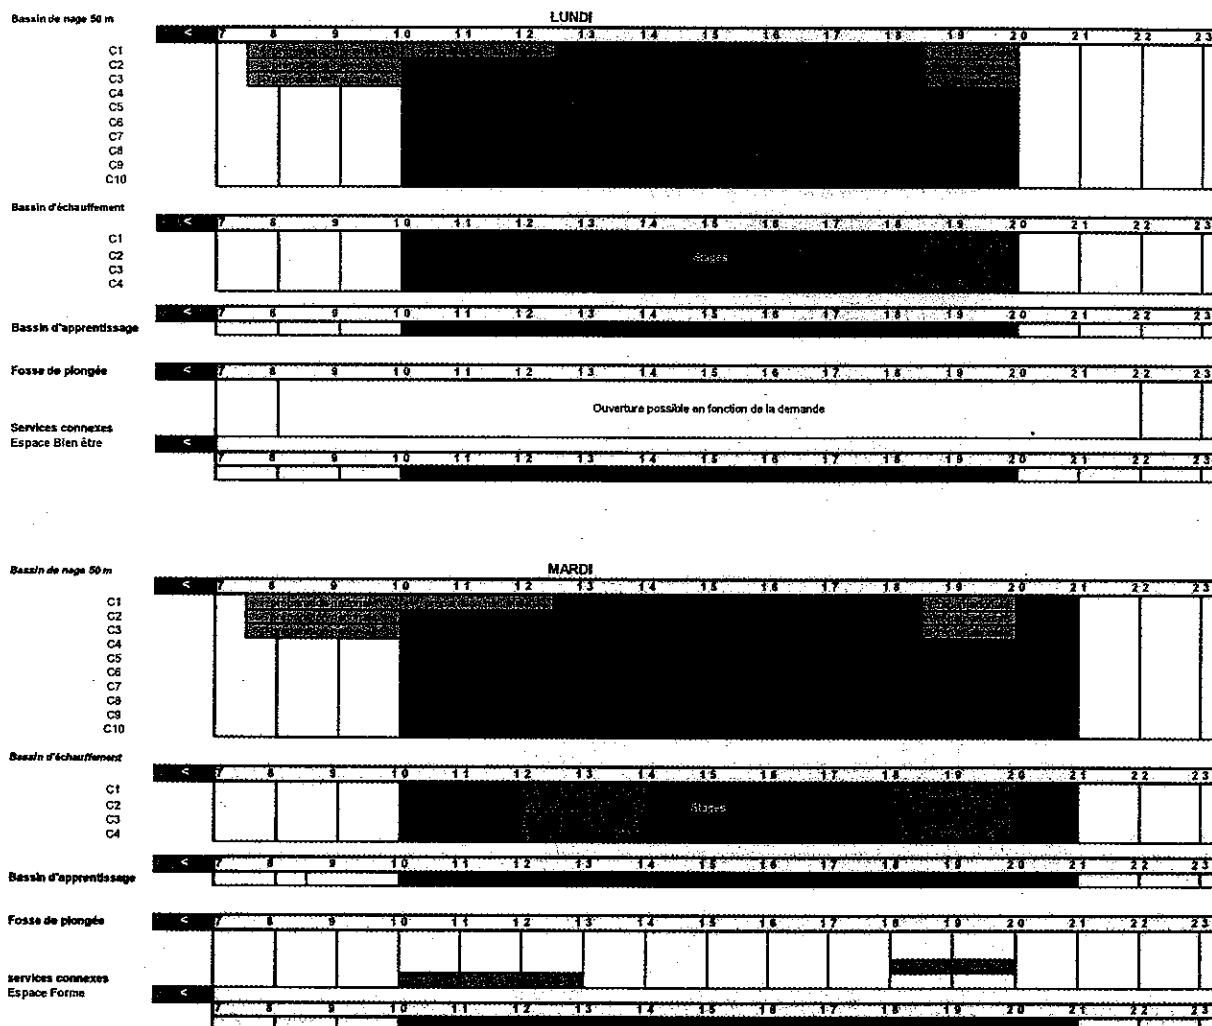 Bassin de nage 50 m
LUNDI
< 7 8 9 10 11 12 13 14 15 16 17 18 19 20 21 22 23
C1
C2
C3
C4
C5
C6
C7
C8
C9
C10
Bassin d'échauffement
< 7 8 9 10 11 12 13 14 15 16 17 18 19 20 21 22 23
C1
C2 Stages
C3
C4
< 7 8 9 10 11 12 13 14 15 16 17 18 19 20 21 22 23
Bassin d'apprentissage
Fosse de plongée < 7 8 9 10 11 12 13 14 15 16 17 18 19 20 21 22 23
Ouverture possible en fonction de la demande
Services connexes
Espace Bien être <
7 8 9 10 11 12 13 14 15 16 17 18 19 20 21 22 23
Bassin de nage 50 m
MARDI
< 7 8 9 10 11 12 13 14 15 16 17 18 19 20 21 22 23
C1
C2
C3
C4
C5
C6
C7
C8
C9
C10
Bassin d'échauffement
< 7 8 9 10 11 12 13 14 15 16 17 18 19 20 21 22 23
C1
C2 Stages
C3
C4
< 7 8 9 10 11 12 13 14 15 16 17 18 19 20 21 22 23
Bassin d'apprentissage
Fosse de plongée < 7 8 9 10 11 12 13 14 15 16 17 18 19 20 21 22 23
services connexes
Espace Forme <
7 8 9 10 11 12 13 14 15 16 17 18 19 20 21 22 23